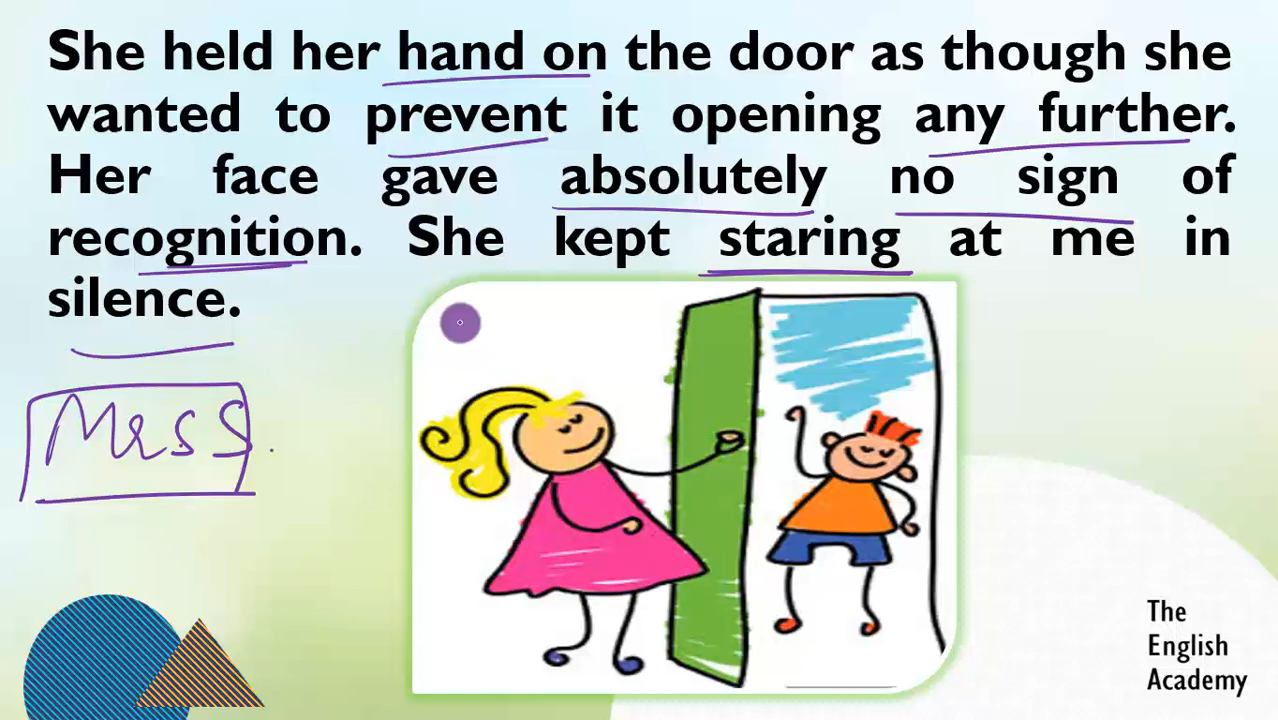 She held her hand on the door as though she
wanted to prevent it opening any further.
Her face gave absolutely no sign of
recognition. She kept staring at me in
silence.
Mrs S
The
English
Academy